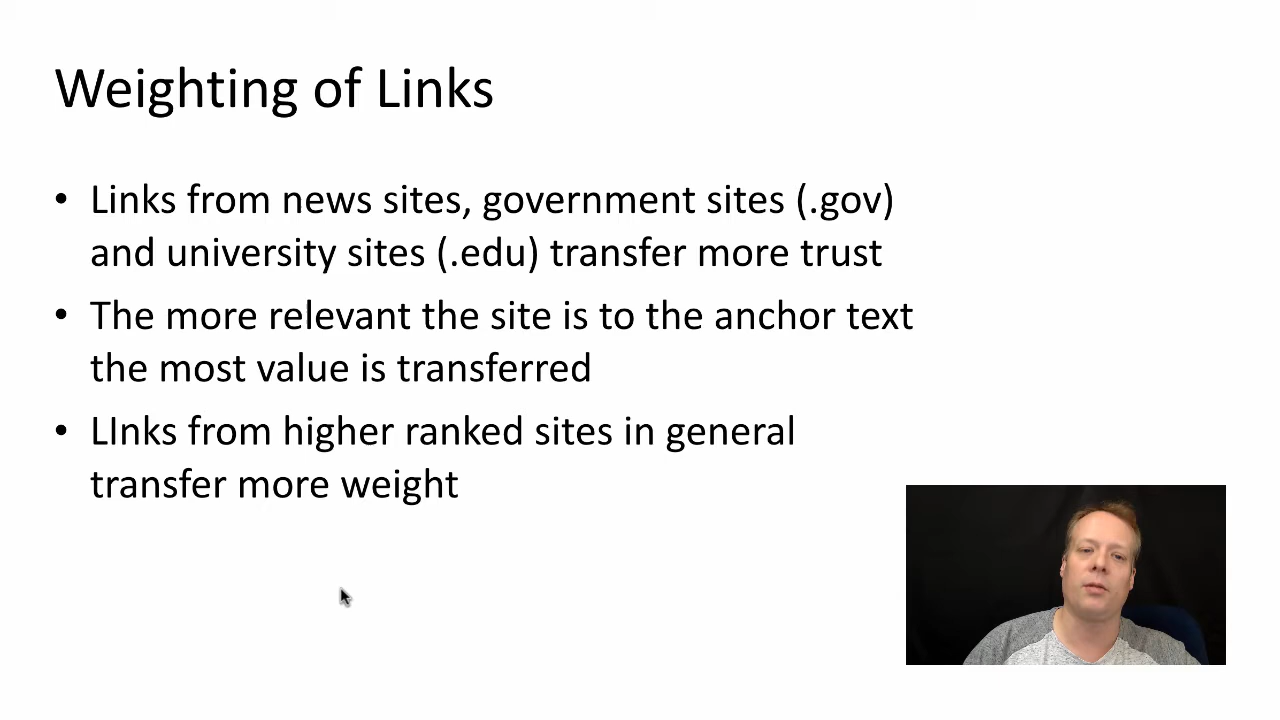 Weighting of Links
• Links from news sites, government sites (.gov)
and university sites (.edu) transfer more trust
• The more relevant the site is to the anchor text
the most value is transferred
• LInks from higher ranked sites in general
transfer more weight